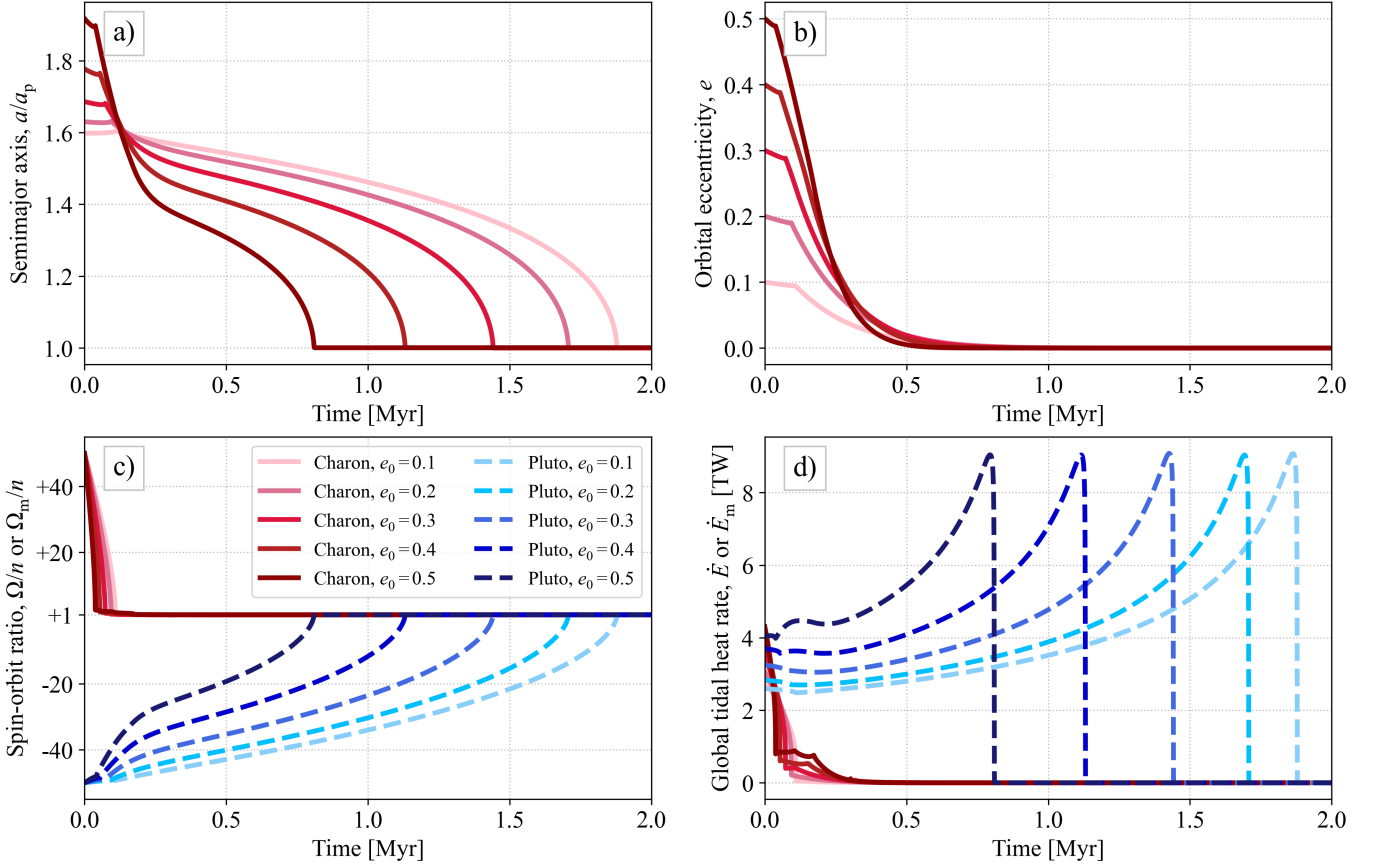 a)
Semimajor axis, a/aₚ
1.8
1.6
1.4
1.2
1.0
0.0 0.5 1.0 1.5 2.0
Time [Myr]
b)
Orbital eccentricity, e
0.5
0.4
0.3
0.2
0.1
0.0
0.0 0.5 1.0 1.5 2.0
Time [Myr]
c)
Spin-orbit ratio, Ω/n or Ωₘ/n
+40
+20
+1
-20
-40
Charon, e₀ = 0.1
Charon, e₀ = 0.2
Charon, e₀ = 0.3
Charon, e₀ = 0.4
Charon, e₀ = 0.5
Pluto, e₀ = 0.1
Pluto, e₀ = 0.2
Pluto, e₀ = 0.3
Pluto, e₀ = 0.4
Pluto, e₀ = 0.5
0.0 0.5 1.0 1.5 2.0
Time [Myr]
d)
Global tidal heat rate, Ė or Ėₘ [TW]
8
6
4
2
0
0.0 0.5 1.0 1.5 2.0
Time [Myr]